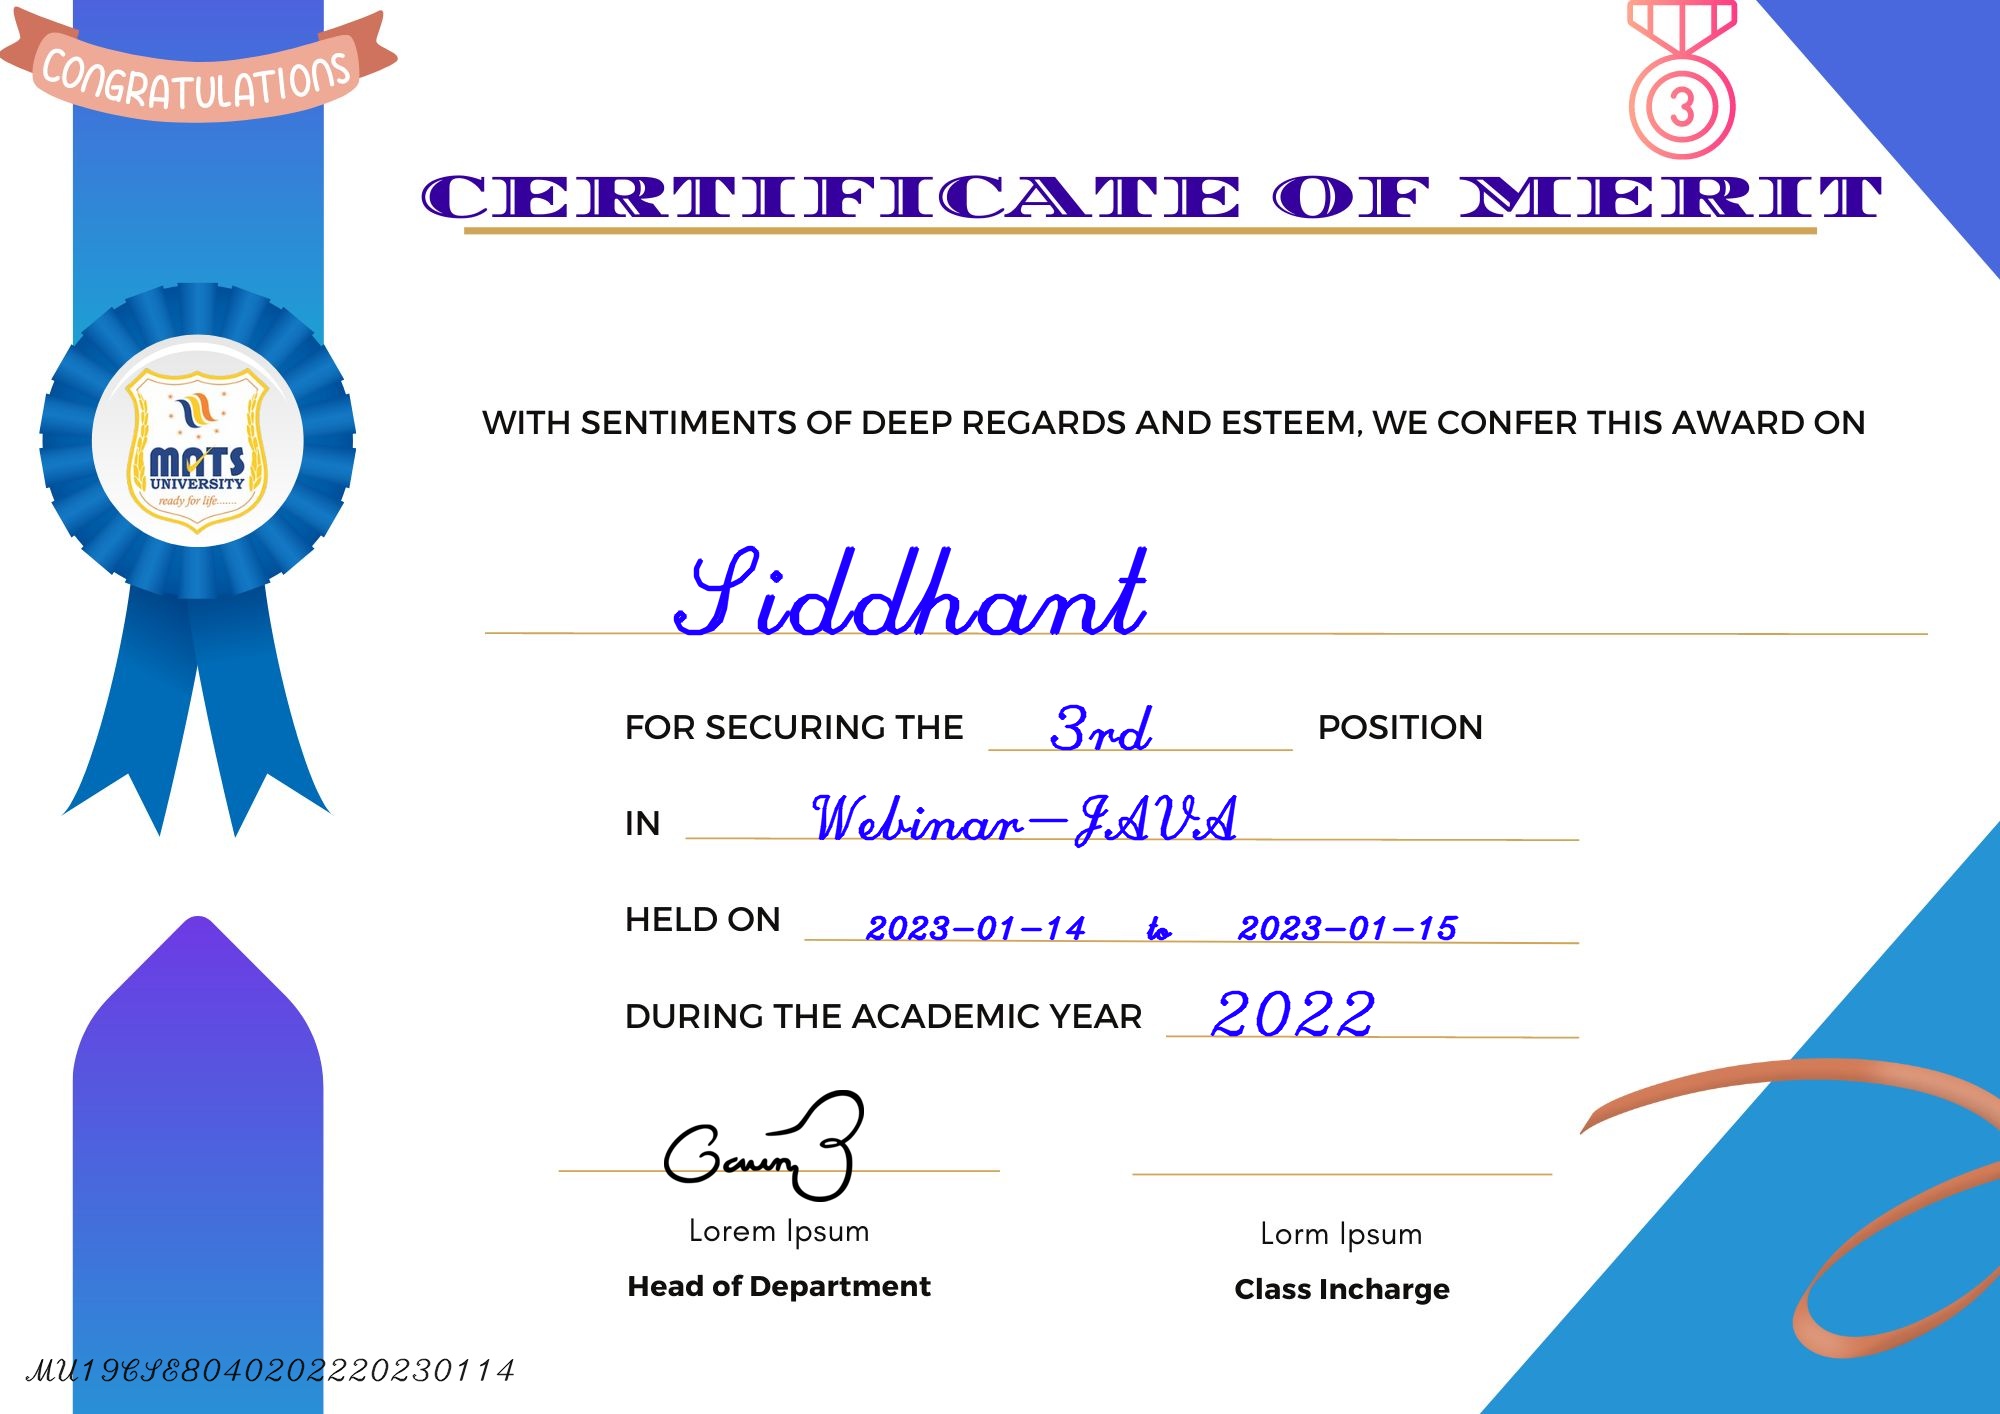 CONGRATULATIONS
3
CERTIFICATE OF MERIT
MATS
UNIVERSITY
ready for life.......
WITH SENTIMENTS OF DEEP REGARDS AND ESTEEM, WE CONFER THIS AWARD ON
Siddhant
FOR SECURING THE 3rd POSITION
IN Webinar-JAVA
HELD ON 2023-01-14 to 2023-01-15
DURING THE ACADEMIC YEAR 2022
Lorem Ipsum
Head of Department
Lorm Ipsum
Class Incharge
MU19CSE8040202220230114